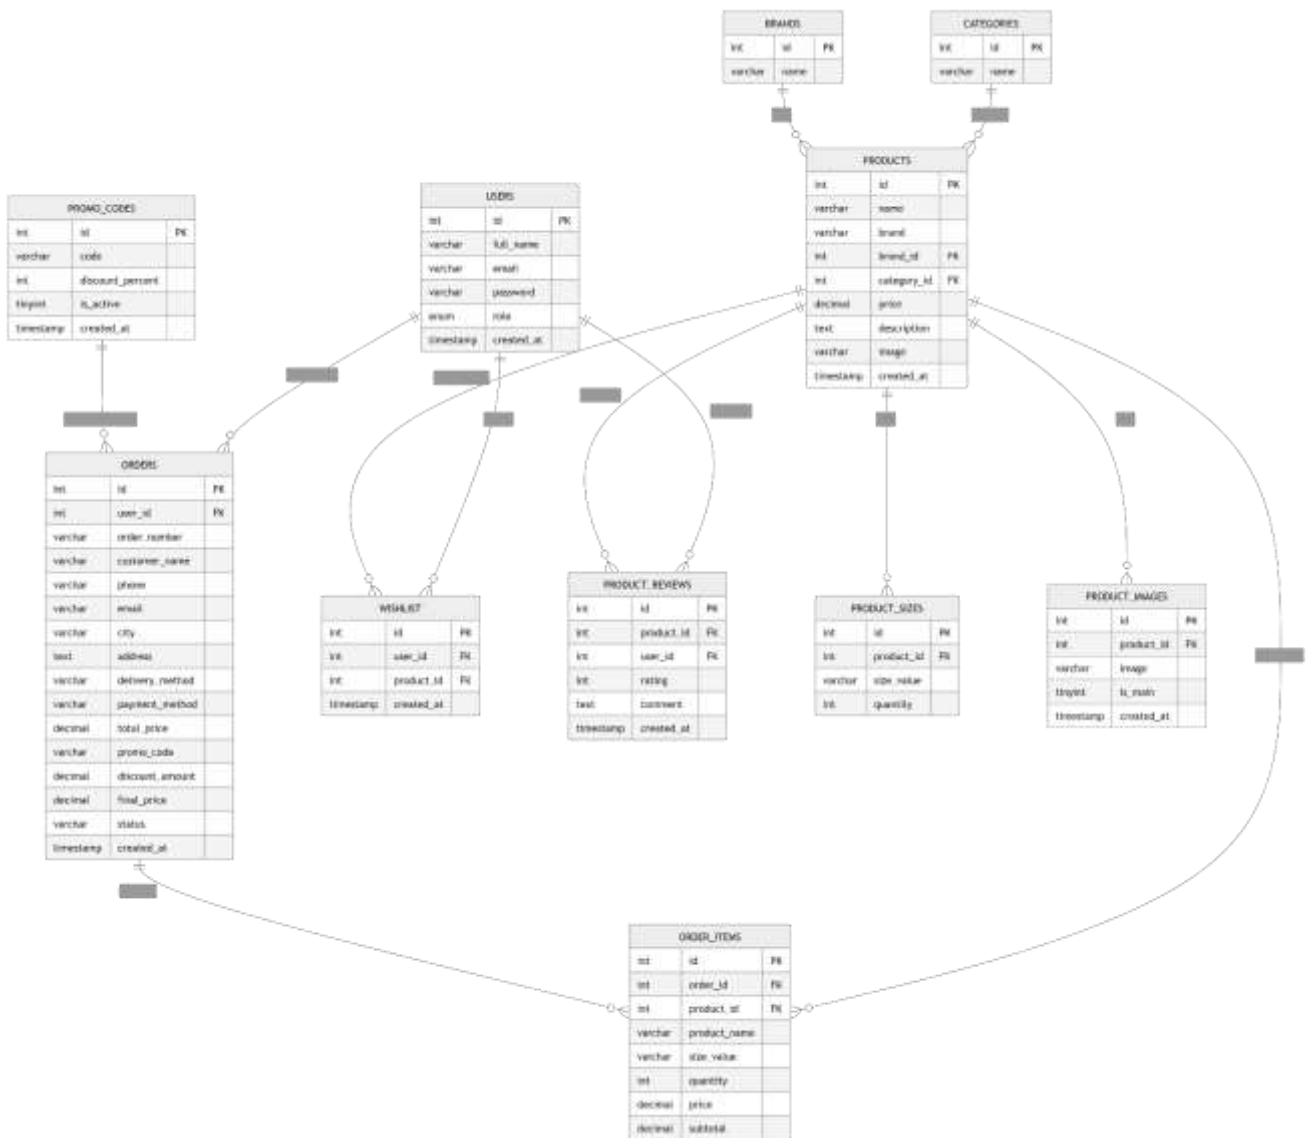 BRANDS
int id PK
varchar name
CATEGORIES
int id PK
varchar name
PRODUCTS
int id PK
varchar name
varchar brand
int brand_id FK
int category_id FK
decimal price
text description
varchar image
timestamp created_at
USERS
int id PK
varchar full_name
varchar email
varchar password
enum role
timestamp created_at
PROMO_CODES
int id PK
varchar code
int discount_percent
tinyint is_active
timestamp created_at
ORDERS
int id PK
int user_id FK
varchar order_number
varchar customer_name
varchar phone
varchar email
varchar city
text address
varchar delivery_method
varchar payment_method
decimal total_price
varchar promo_code
decimal discount_amount
decimal final_price
varchar status
timestamp created_at
WISHLIST
int id PK
int user_id FK
int product_id FK
timestamp created_at
PRODUCT_REVIEWS
int id PK
int product_id FK
int user_id FK
int rating
text comment
timestamp created_at
PRODUCT_SIZES
int id PK
int product_id FK
varchar size_value
int quantity
PRODUCT_IMAGES
int id PK
int product_id FK
varchar image
tinyint is_main
timestamp created_at
ORDER_ITEMS
int id PK
int order_id FK
int product_id FK
varchar product_name
varchar size_value
int quantity
decimal price
decimal subtotal